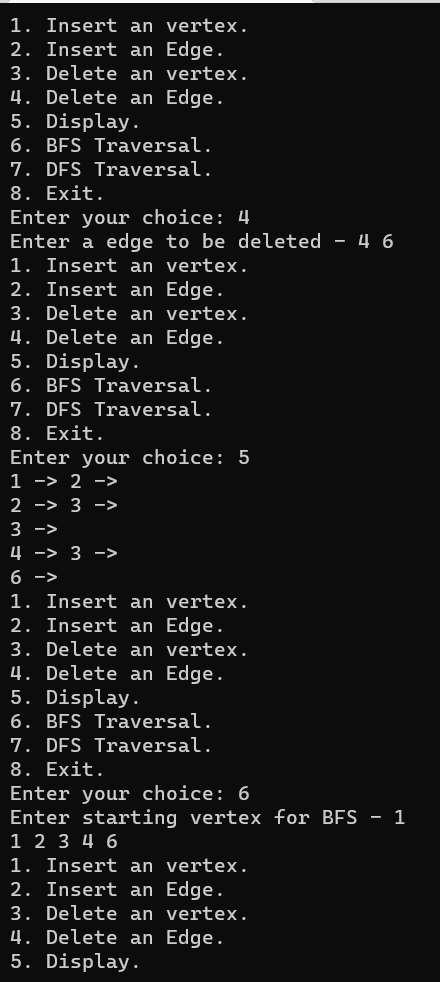 1. Insert an vertex.
2. Insert an Edge.
3. Delete an vertex.
4. Delete an Edge.
5. Display.
6. BFS Traversal.
7. DFS Traversal.
8. Exit.
Enter your choice: 4
Enter a edge to be deleted - 4 6
1. Insert an vertex.
2. Insert an Edge.
3. Delete an vertex.
4. Delete an Edge.
5. Display.
6. BFS Traversal.
7. DFS Traversal.
8. Exit.
Enter your choice: 5
1 -> 2 ->
2 -> 3 ->
3 ->
4 -> 3 ->
6 ->
1. Insert an vertex.
2. Insert an Edge.
3. Delete an vertex.
4. Delete an Edge.
5. Display.
6. BFS Traversal.
7. DFS Traversal.
8. Exit.
Enter your choice: 6
Enter starting vertex for BFS - 1
1 2 3 4 6
1. Insert an vertex.
2. Insert an Edge.
3. Delete an vertex.
4. Delete an Edge.
5. Display.